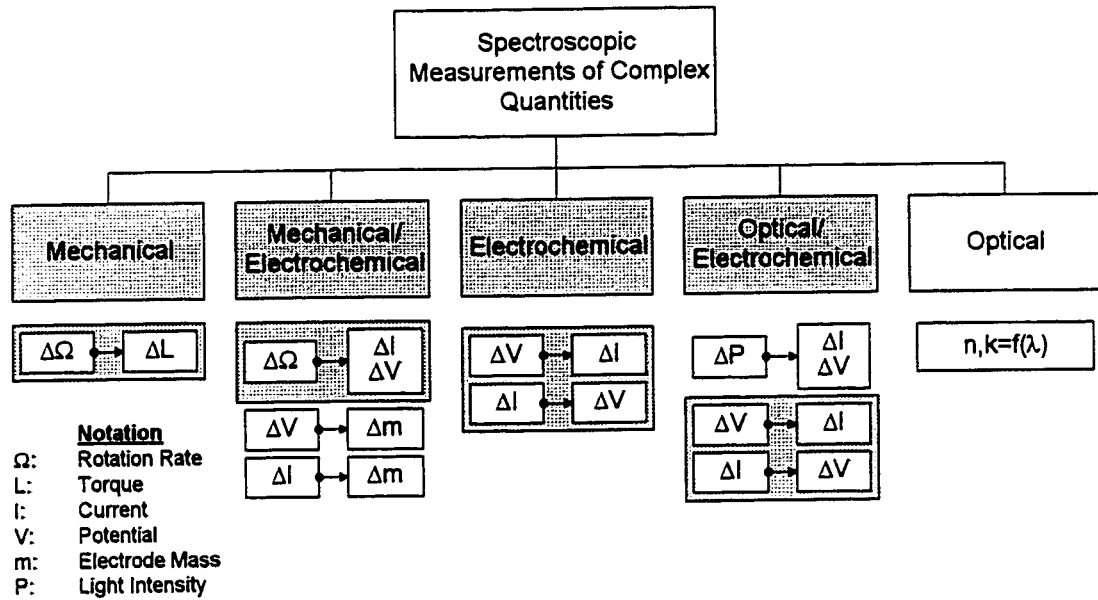 Spectroscopic
Measurements of Complex
Quantities
Mechanical
Mechanical/
Electrochemical
Electrochemical
Optical/
Electrochemical
Optical
ΔΩ ΔL
ΔΩ ΔI
ΔV
ΔV Δm
ΔI Δm
ΔV ΔI
ΔI ΔV
ΔP ΔI
ΔV
ΔV ΔI
ΔI ΔV
n,k=f(λ)
Notation
Ω: Rotation Rate
L: Torque
I: Current
V: Potential
m: Electrode Mass
P: Light Intensity